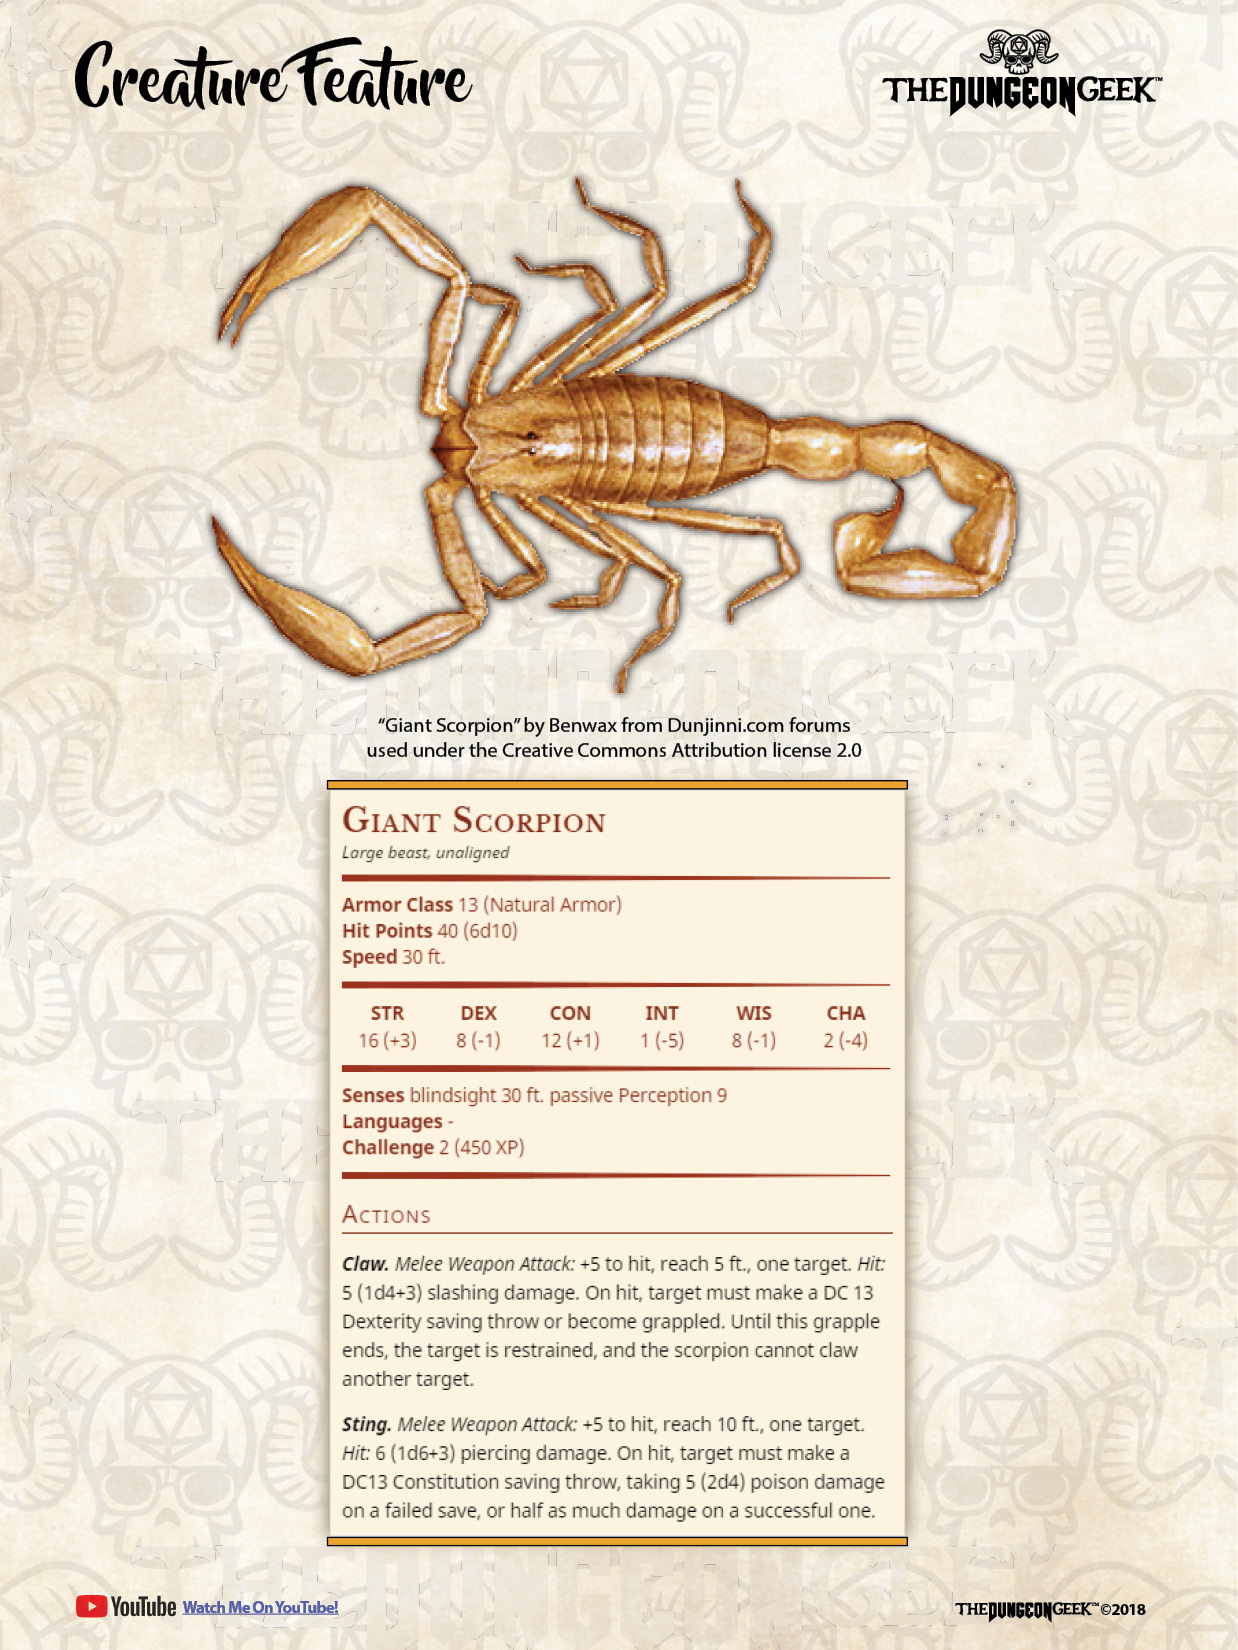 Creature Feature
THE DUNGEON GEEK™
“Giant Scorpion” by Benwax from Dunjinni.com forums
used under the Creative Commons Attribution license 2.0
Giant Scorpion
Large beast, unaligned
Armor Class 13 (Natural Armor)
Hit Points 40 (6d10)
Speed 30 ft.
STR DEX CON INT WIS CHA
16 (+3) 8 (-1) 12 (+1) 1 (-5) 8 (-1) 2 (-4)
Senses blindsight 30 ft. passive Perception 9
Languages -
Challenge 2 (450 XP)
Actions
Claw. Melee Weapon Attack: +5 to hit, reach 5 ft., one target. Hit:
5 (1d4+3) slashing damage. On hit, target must make a DC 13
Dexterity saving throw or become grappled. Until this grapple
ends, the target is restrained, and the scorpion cannot claw
another target.
Sting. Melee Weapon Attack: +5 to hit, reach 10 ft., one target.
Hit: 6 (1d6+3) piercing damage. On hit, target must make a
DC13 Constitution saving throw, taking 5 (2d4) poison damage
on a failed save, or half as much damage on a successful one.
YouTube Watch Me On YouTube!
THE DUNGEON GEEK™ ©2018